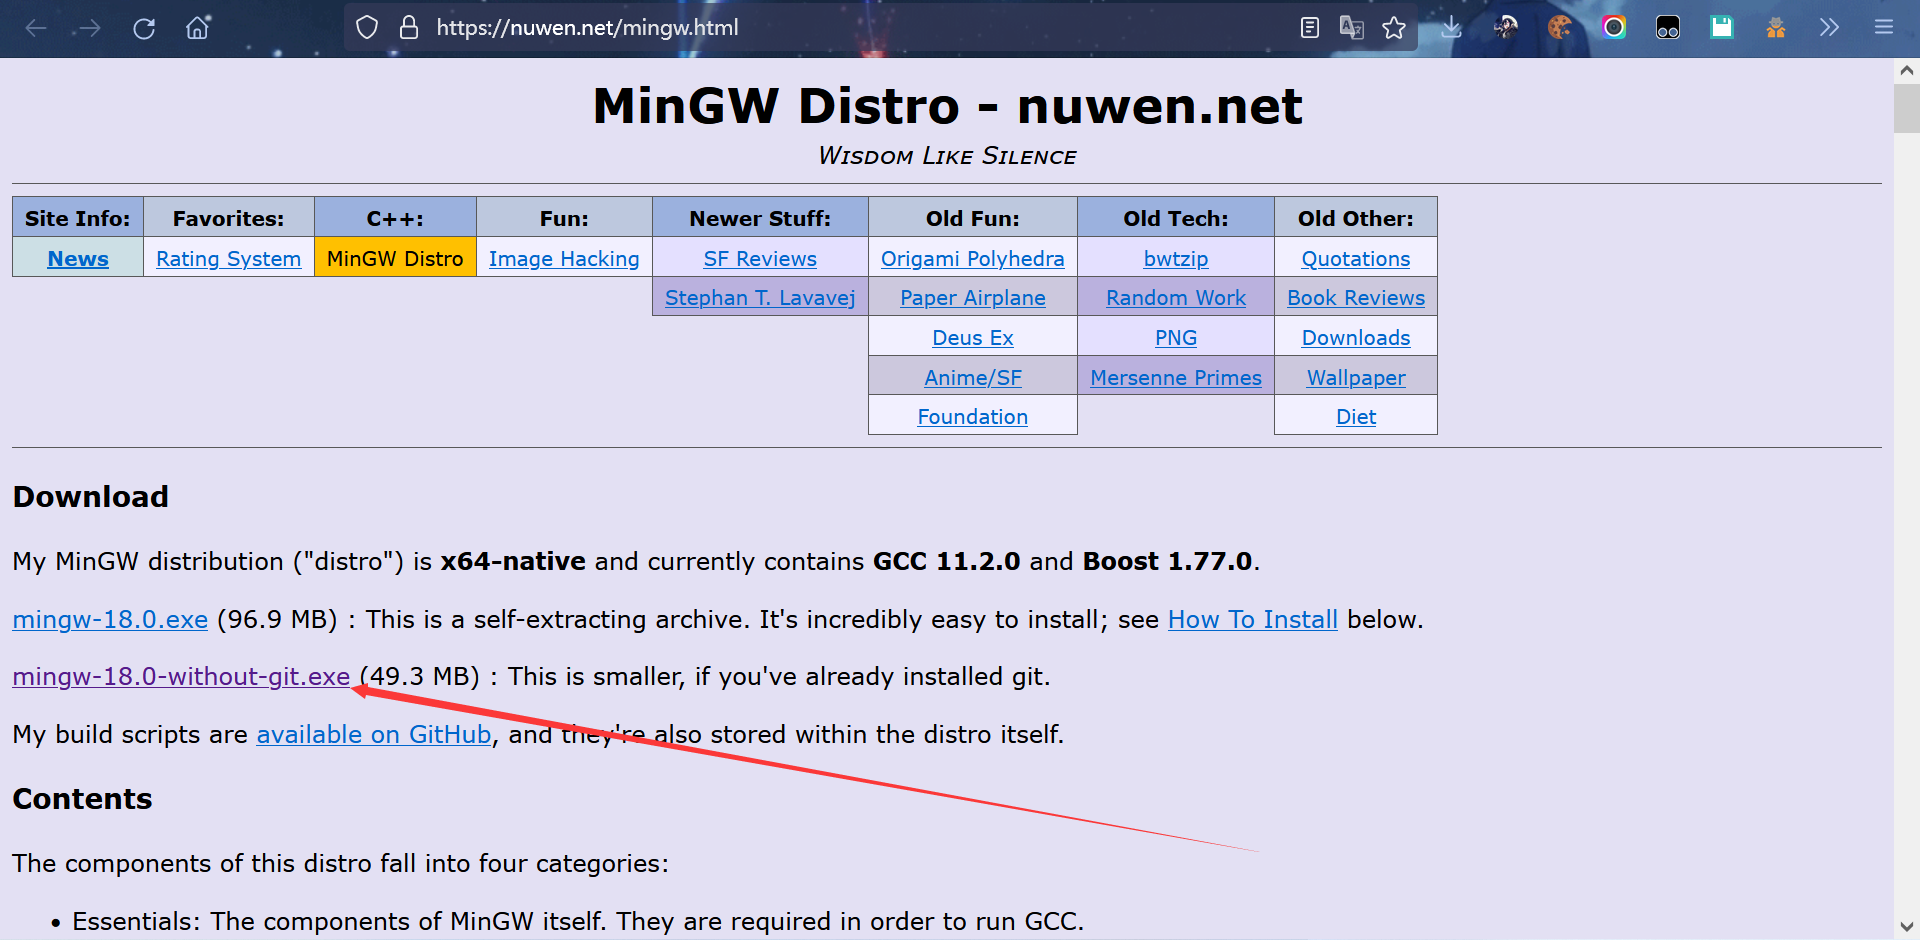 https://nuwen.net/mingw.html
MinGW Distro - nuwen.net
Wisdom Like Silence
Site Info: Favorites: C++: Fun: Newer Stuff: Old Fun: Old Tech: Old Other:
News Rating System MinGW Distro Image Hacking SF Reviews Origami Polyhedra bwtzip Quotations
Stephan T. Lavavej Paper Airplane Random Work Book Reviews
Deus Ex PNG Downloads
Anime/SF Mersenne Primes Wallpaper
Foundation Diet
Download
My MinGW distribution ("distro") is x64-native and currently contains GCC 11.2.0 and Boost 1.77.0.
mingw-18.0.exe (96.9 MB) : This is a self-extracting archive. It's incredibly easy to install; see How To Install below.
mingw-18.0-without-git.exe (49.3 MB) : This is smaller, if you've already installed git.
My build scripts are available on GitHub, and they're also stored within the distro itself.
Contents
The components of this distro fall into four categories:
• Essentials: The components of MinGW itself. They are required in order to run GCC.